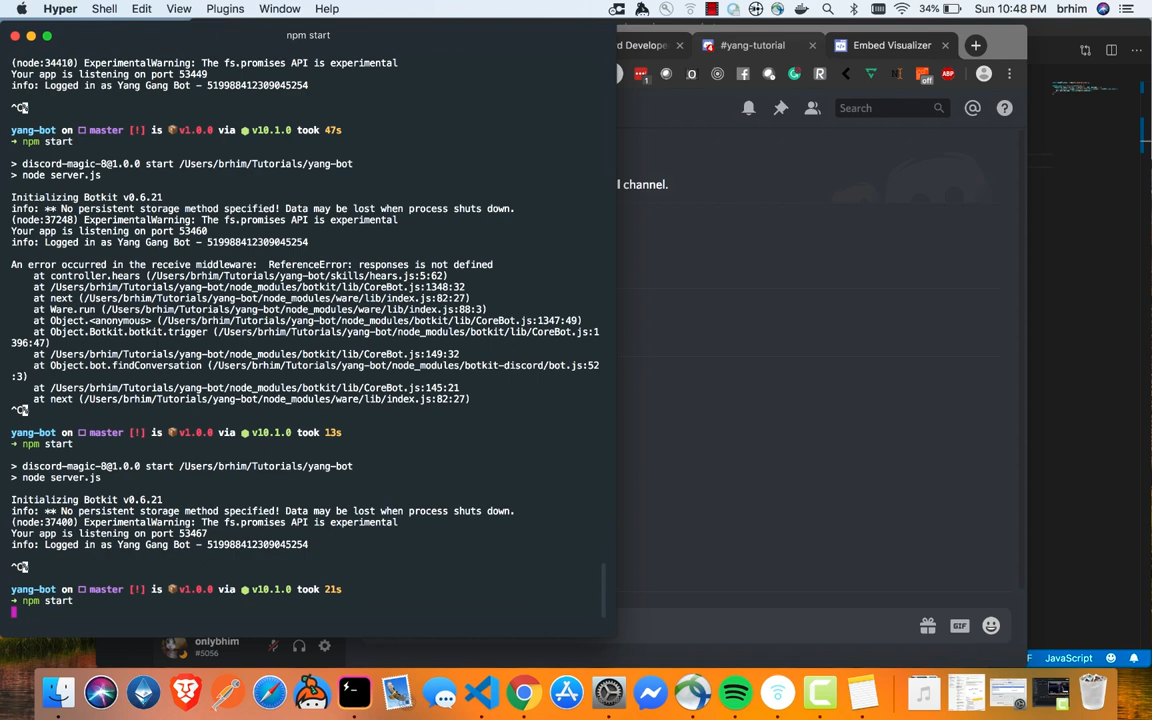 Hyper Shell Edit View Plugins Window Help 34% Sun 10:48 PM brhim
npm start
(node:34410) ExperimentalWarning: The fs.promises API is experimental
Your app is listening on port 53449
info: Logged in as Yang Gang Bot - 519988412309045254
^C%
yang-bot on master [!] is v1.0.0 via v10.1.0 took 47s
→ npm start
> discord-magic-8@1.0.0 start /Users/brhim/Tutorials/yang-bot
> node server.js
Initializing Botkit v0.6.21
info: ** No persistent storage method specified! Data may be lost when process shuts down.
(node:37248) ExperimentalWarning: The fs.promises API is experimental
Your app is listening on port 53460
info: Logged in as Yang Gang Bot - 519988412309045254
An error occurred in the receive middleware: ReferenceError: responses is not defined
at controller.hears (/Users/brhim/Tutorials/yang-bot/skills/hears.js:5:62)
at /Users/brhim/Tutorials/yang-bot/node_modules/botkit/lib/CoreBot.js:1348:32
at next (/Users/brhim/Tutorials/yang-bot/node_modules/ware/lib/index.js:82:27)
at Ware.run (/Users/brhim/Tutorials/yang-bot/node_modules/ware/lib/index.js:88:3)
at Object.<anonymous> (/Users/brhim/Tutorials/yang-bot/node_modules/botkit/lib/CoreBot.js:1347:49)
at Object.Botkit.botkit.trigger (/Users/brhim/Tutorials/yang-bot/node_modules/botkit/lib/CoreBot.js:1
396:47)
at /Users/brhim/Tutorials/yang-bot/node_modules/botkit/lib/CoreBot.js:149:32
at Object.bot.findConversation (/Users/brhim/Tutorials/yang-bot/node_modules/botkit-discord/bot.js:52
:3)
at /Users/brhim/Tutorials/yang-bot/node_modules/botkit/lib/CoreBot.js:145:21
at next (/Users/brhim/Tutorials/yang-bot/node_modules/ware/lib/index.js:82:27)
^C%
yang-bot on master [!] is v1.0.0 via v10.1.0 took 13s
→ npm start
> discord-magic-8@1.0.0 start /Users/brhim/Tutorials/yang-bot
> node server.js
Initializing Botkit v0.6.21
info: ** No persistent storage method specified! Data may be lost when process shuts down.
(node:37400) ExperimentalWarning: The fs.promises API is experimental
Your app is listening on port 53467
info: Logged in as Yang Gang Bot - 519988412309045254
^C%
yang-bot on master [!] is v1.0.0 via v10.1.0 took 21s
→ npm start
d Develope #yang-tutorial Embed Visualizer
off ABP
Search
l channel.
GIF
onlybhim
#5056
F JavaScript